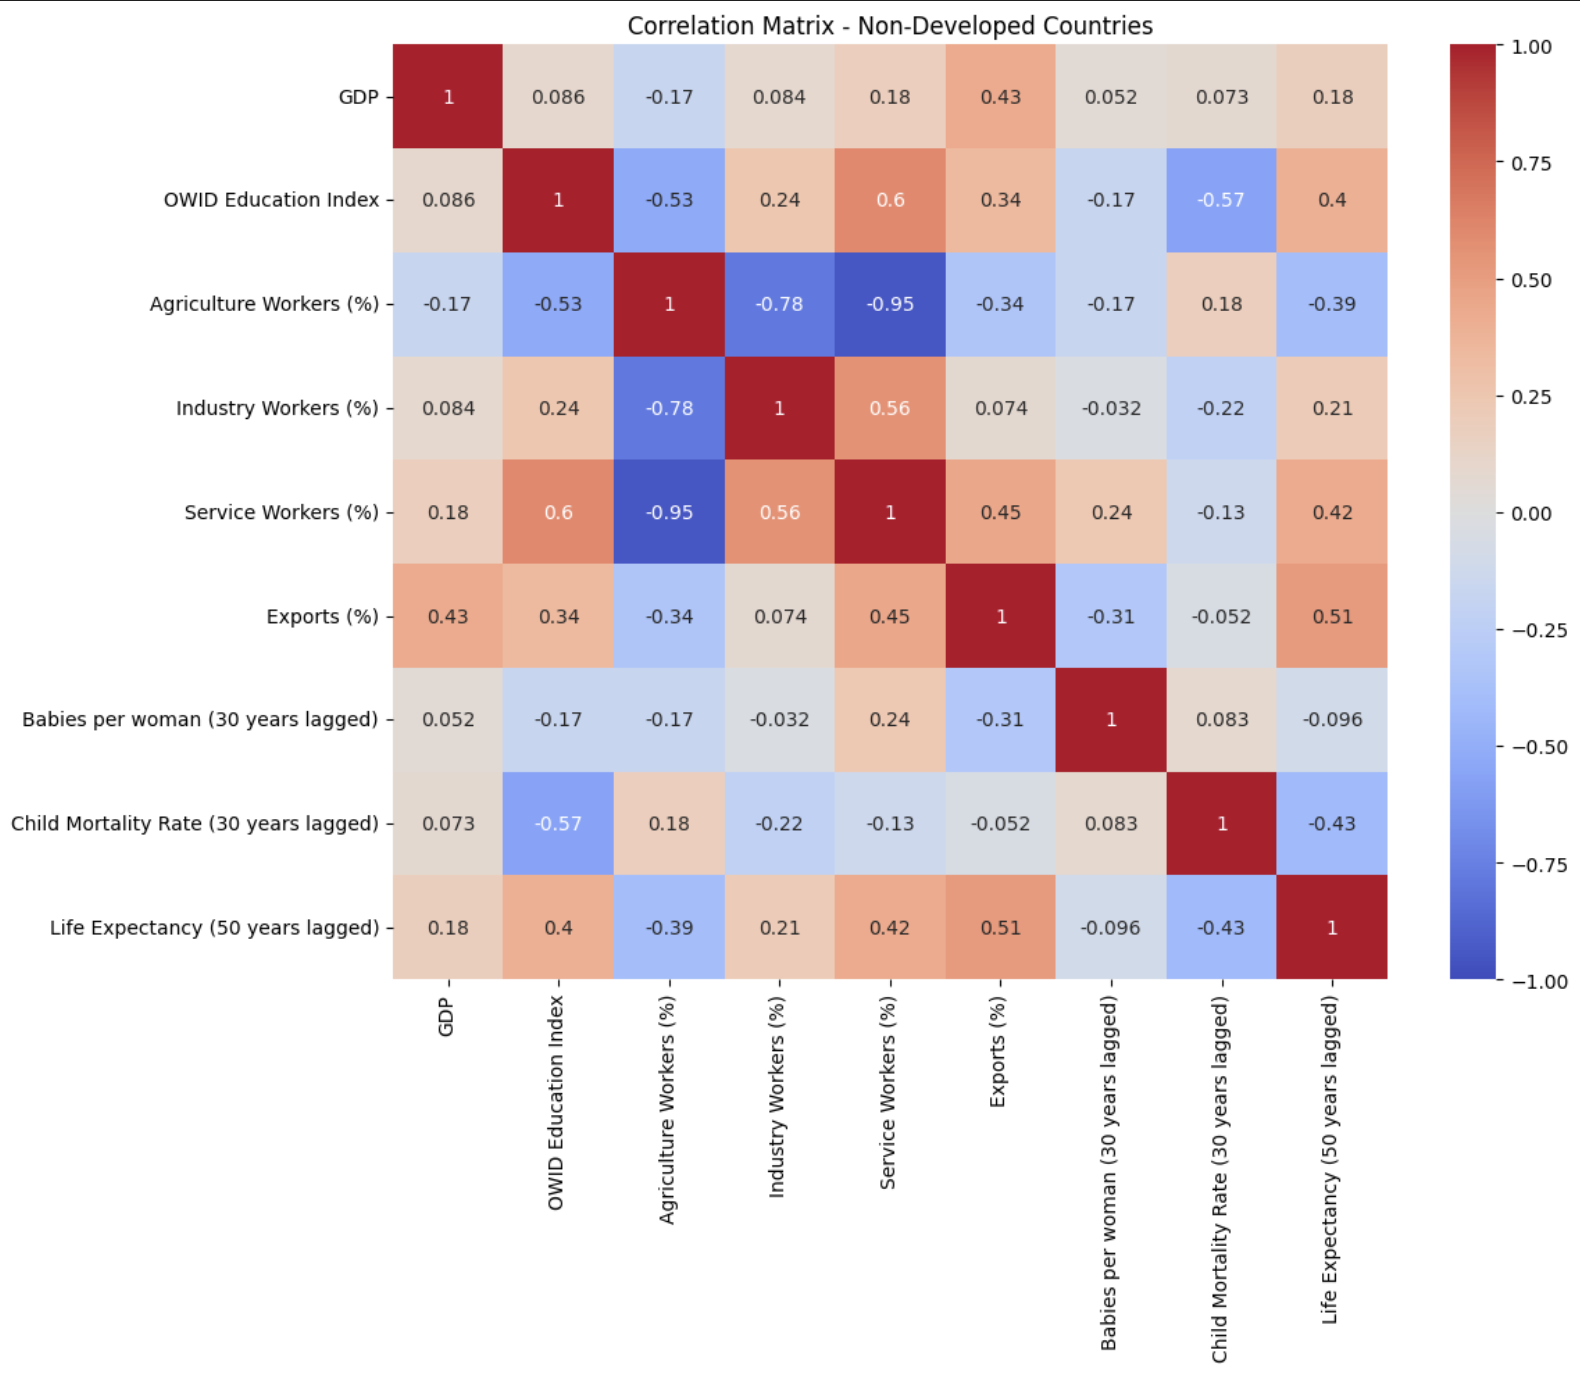 Correlation Matrix - Non-Developed Countries
GDP 1 0.086 -0.17 0.084 0.18 0.43 0.052 0.073 0.18
OWID Education Index 0.086 1 -0.53 0.24 0.6 0.34 -0.17 -0.57 0.4
Agriculture Workers (%) -0.17 -0.53 1 -0.78 -0.95 -0.34 -0.17 0.18 -0.39
Industry Workers (%) 0.084 0.24 -0.78 1 0.56 0.074 -0.032 -0.22 0.21
Service Workers (%) 0.18 0.6 -0.95 0.56 1 0.45 0.24 -0.13 0.42
Exports (%) 0.43 0.34 -0.34 0.074 0.45 1 -0.31 -0.052 0.51
Babies per woman (30 years lagged) 0.052 -0.17 -0.17 -0.032 0.24 -0.31 1 0.083 -0.096
Child Mortality Rate (30 years lagged) 0.073 -0.57 0.18 -0.22 -0.13 -0.052 0.083 1 -0.43
Life Expectancy (50 years lagged) 0.18 0.4 -0.39 0.21 0.42 0.51 -0.096 -0.43 1
GDP
OWID Education Index
Agriculture Workers (%)
Industry Workers (%)
Service Workers (%)
Exports (%)
Babies per woman (30 years lagged)
Child Mortality Rate (30 years lagged)
Life Expectancy (50 years lagged)
1.00
0.75
0.50
0.25
0.00
−0.25
−0.50
−0.75
−1.00